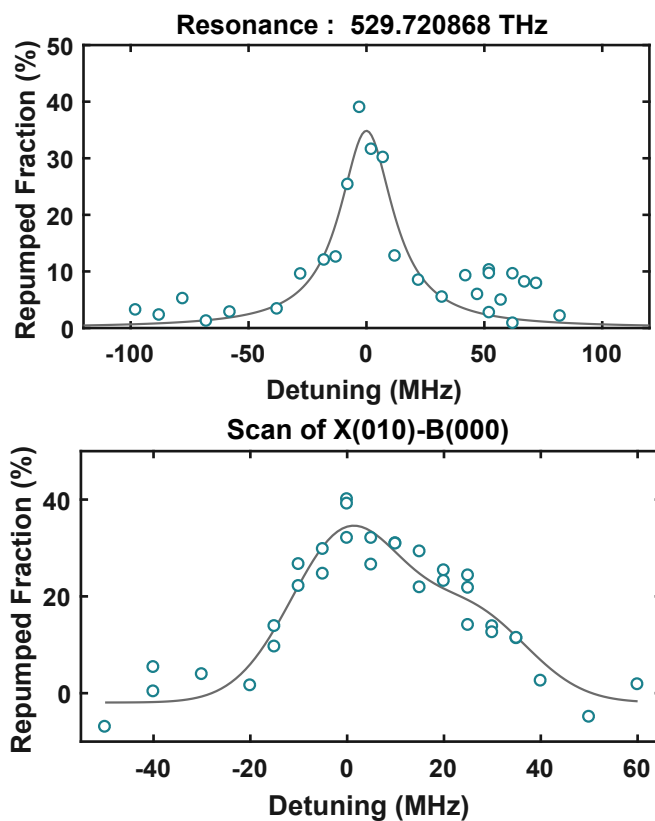 Resonance : 529.720868 THz
Repumped Fraction (%)
50
40
30
20
10
0
-100 -50 0 50 100
Detuning (MHz)
Scan of X(010)-B(000)
Repumped Fraction (%)
40
20
0
-40 -20 0 20 40 60
Detuning (MHz)